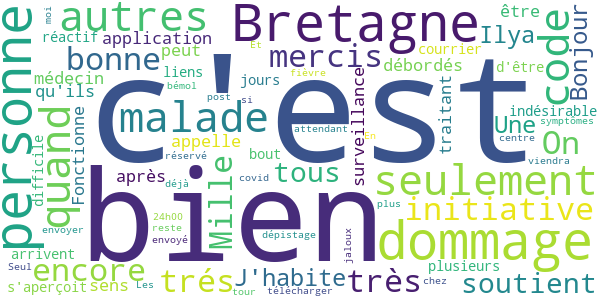 autres
Bretagne
être
moi
réactif
application
Ilya
Et
courrier
code
Bonjour
bonne
peut
mercis
débordés
d'être
personne
médecin
liens
fièvre
qu'ils
bémol
jours
post
si
c'est
surveillance
traitant
indésirable
quand
Fonctionne
malade
Une
symptômes
difficile
appelle
attendant
En
centre
On
réservé
bout
après
Mille
tous
seulement
viendra
envoyer
déjà
covid
bien
24h00
plus
initiative
reste
dépistage
jaloux
dommage
arrivent
envoyé
encore
Seul
trés
J'habite
très
plusieurs
chez
s'aperçoit
sens
Les
tour
télécharger
soutient